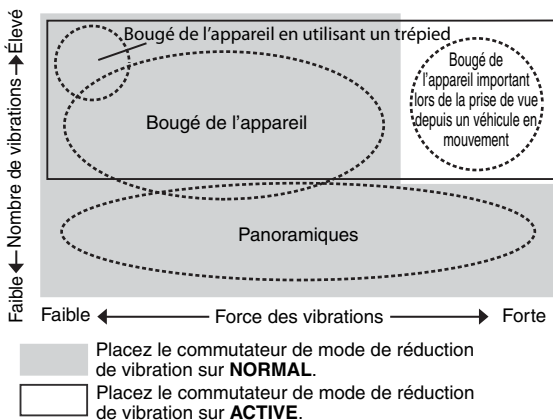 Bougé de l'appareil en utilisant un trépied
Bougé de
l'appareil important
lors de la prise de vue
depuis un véhicule en
mouvement
Bougé de l'appareil
Panoramiques
Faible ← Nombre de vibrations → Élevé
Faible ← Force des vibrations → Forte
Placez le commutateur de mode de réduction
de vibration sur NORMAL.
Placez le commutateur de mode de réduction
de vibration sur ACTIVE.